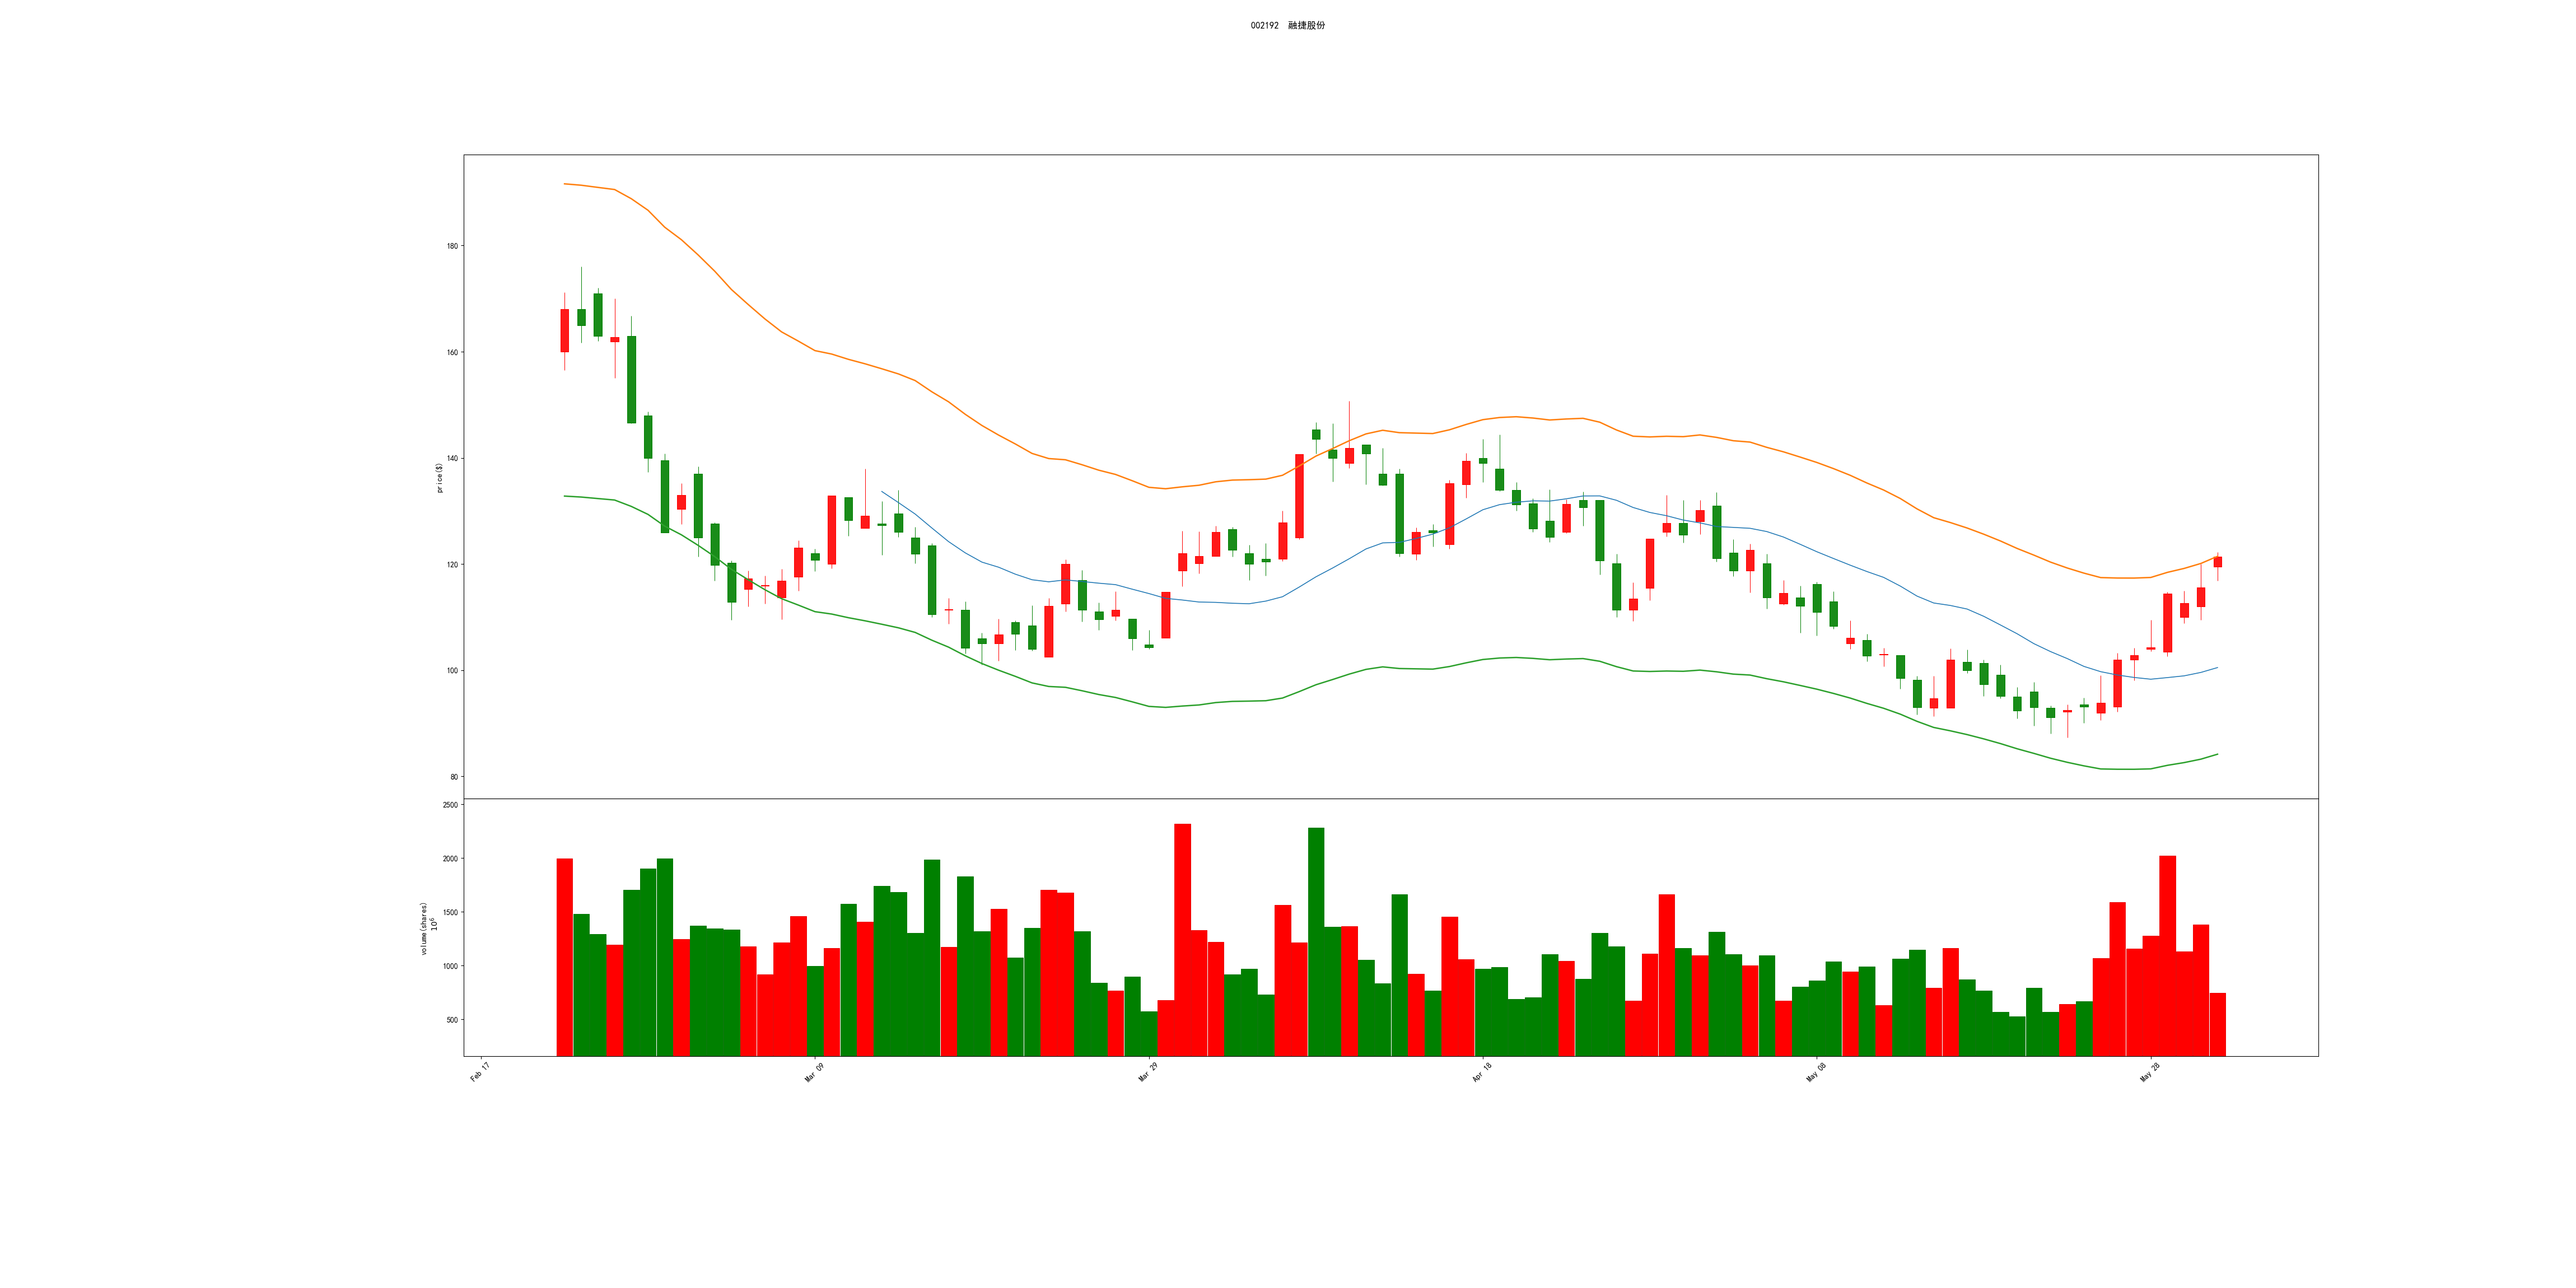 002192 融捷股份
180
160
140
120
100
80
price($)
2500
2000
1500
1000
500
volume(shares)
10⁶
Feb 17
Mar 09
Mar 29
Apr 18
May 08
May 28